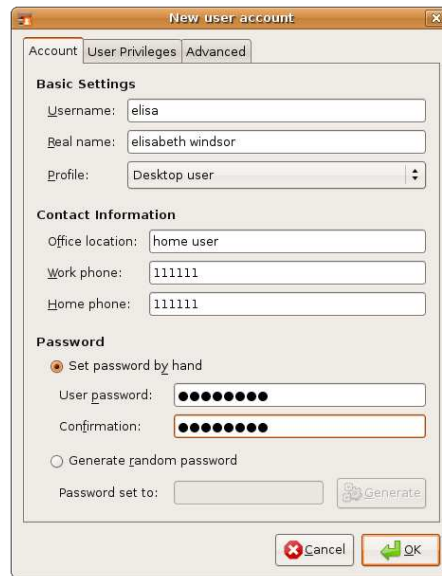 New user account
Account User Privileges Advanced
Basic Settings
Username: elisa
Real name: elisabeth windsor
Profile: Desktop user
Contact Information
Office location: home user
Work phone: 111111
Home phone: 111111
Password
Set password by hand
User password: ●●●●●●●●
Confirmation: ●●●●●●●●
Generate random password
Password set to: Generate
Cancel OK